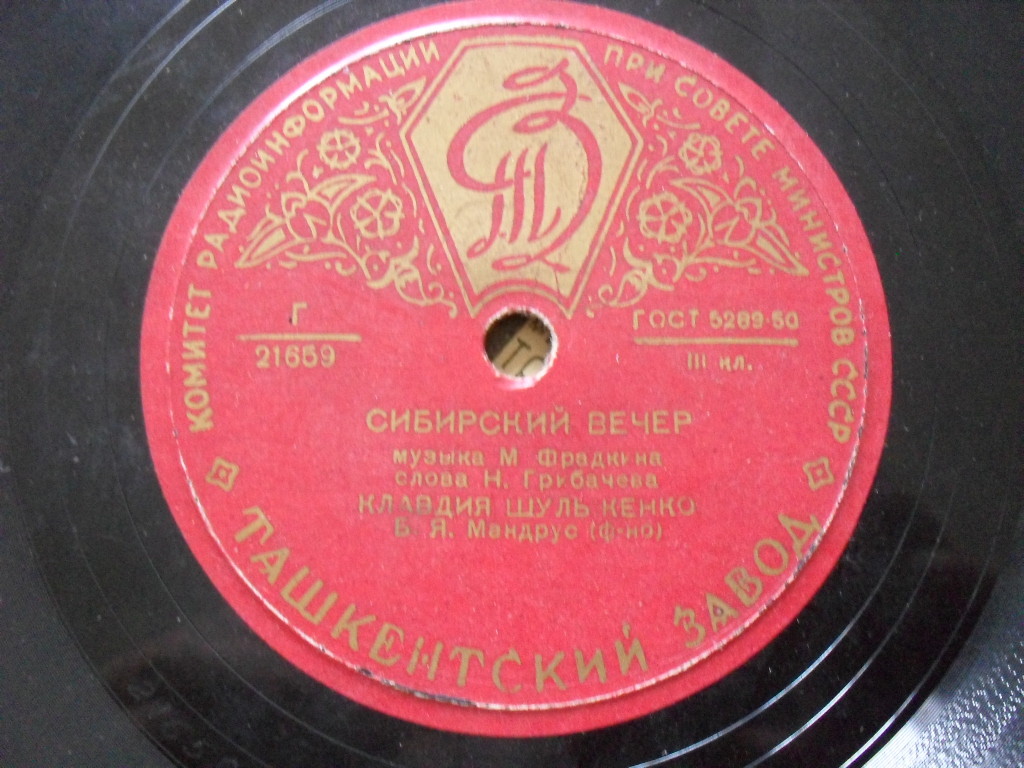 КОМИТЕТ РАДИОИНФОРМАЦИИ ПРИ СОВЕТЕ МИНИСТРОВ СССР
Г
21659
ГОСТ 5289-50
III кл.
СИБИРСКИЙ ВЕЧЕР
музыка М Фрадкина
слова Н. Грибачева
КЛАВДИЯ ШУЛЬЖЕНКО
Б. Я. Мандрус (ф-но)
ТАШКЕНТСКИЙ ЗАВОД